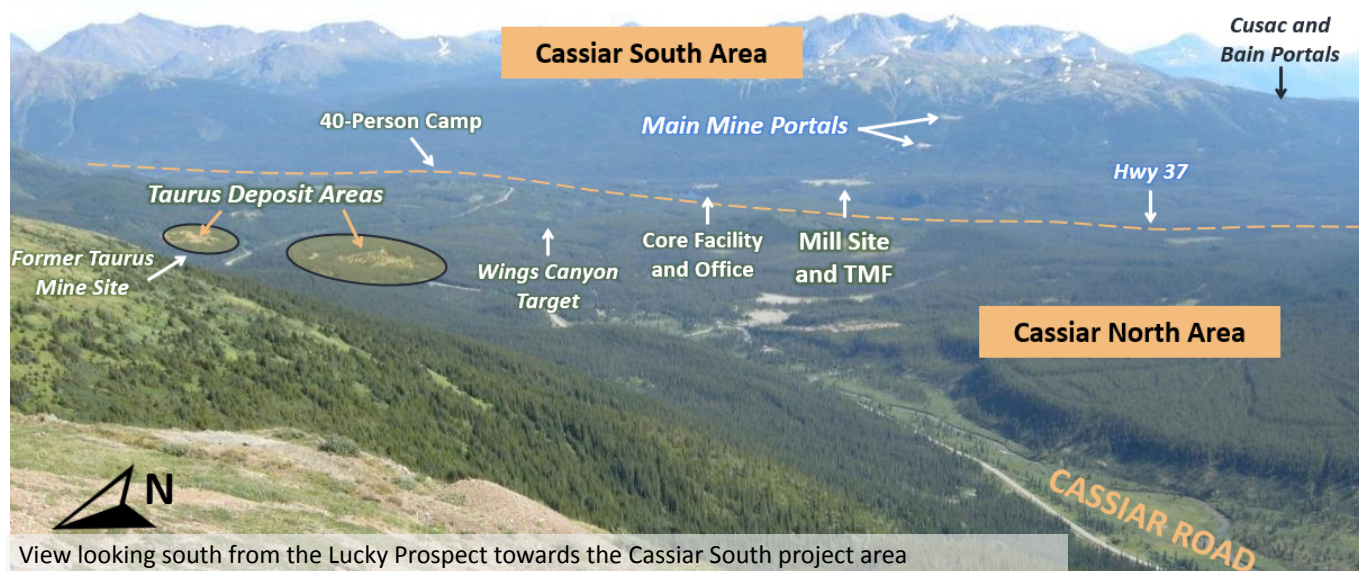 Cassiar South Area
Cusac and
Bain Portals
40-Person Camp
Main Mine Portals
Hwy 37
Taurus Deposit Areas
Former Taurus
Mine Site
Wings Canyon
Target
Core Facility
and Office
Mill Site
and TMF
Cassiar North Area
CASSIAR ROAD
N
View looking south from the Lucky Prospect towards the Cassiar South project area